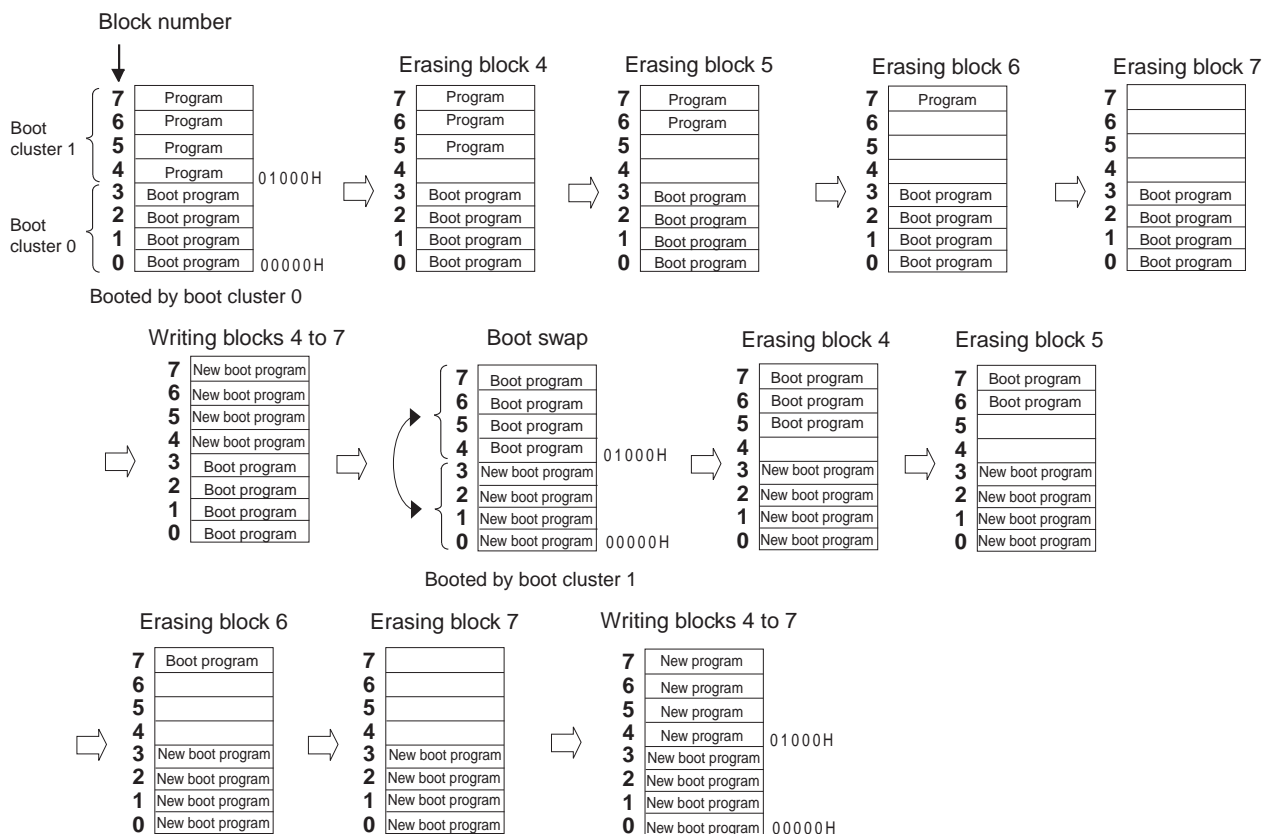 Block number
7 Program
6 Program
5 Program
4 Program
3 Boot program
2 Boot program
1 Boot program
0 Boot program
Boot
cluster 1
Boot
cluster 0
01000H
00000H
Booted by boot cluster 0
Erasing block 4
7 Program
6 Program
5 Program
4
3 Boot program
2 Boot program
1 Boot program
0 Boot program
Erasing block 5
7 Program
6 Program
5
4
3 Boot program
2 Boot program
1 Boot program
0 Boot program
Erasing block 6
7 Program
6
5
4
3 Boot program
2 Boot program
1 Boot program
0 Boot program
Erasing block 7
7
6
5
4
3 Boot program
2 Boot program
1 Boot program
0 Boot program
Writing blocks 4 to 7
7 New boot program
6 New boot program
5 New boot program
4 New boot program
3 Boot program
2 Boot program
1 Boot program
0 Boot program
Boot swap
7 Boot program
6 Boot program
5 Boot program
4 Boot program
3 New boot program
2 New boot program
1 New boot program
0 New boot program
01000H
00000H
Booted by boot cluster 1
Erasing block 4
7 Boot program
6 Boot program
5 Boot program
4
3 New boot program
2 New boot program
1 New boot program
0 New boot program
Erasing block 5
7 Boot program
6 Boot program
5
4
3 New boot program
2 New boot program
1 New boot program
0 New boot program
Erasing block 6
7 Boot program
6
5
4
3 New boot program
2 New boot program
1 New boot program
0 New boot program
Erasing block 7
7
6
5
4
3 New boot program
2 New boot program
1 New boot program
0 New boot program
Writing blocks 4 to 7
7 New program
6 New program
5 New program
4 New program
3 New boot program
2 New boot program
1 New boot program
0 New boot program
01000H
00000H